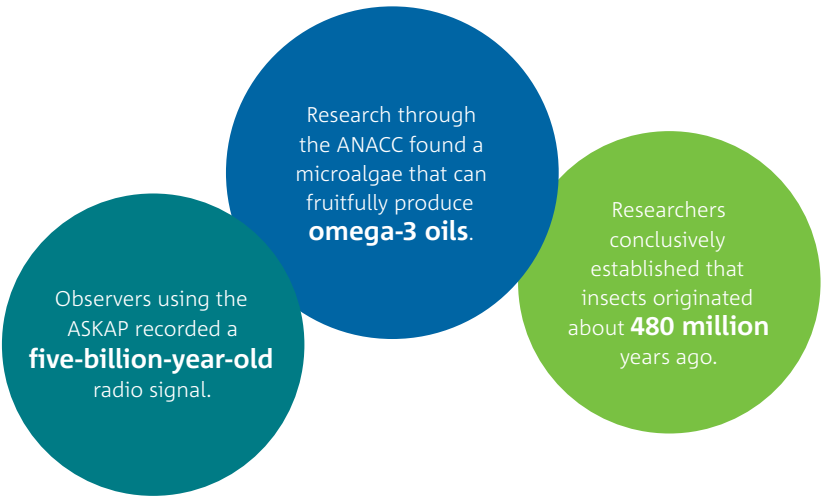 Observers using the
ASKAP recorded a
five-billion-year-old
radio signal.
Research through
the ANACC found a
microalgae that can
fruitfully produce
omega-3 oils.
Researchers
conclusively
established that
insects originated
about 480 million
years ago.